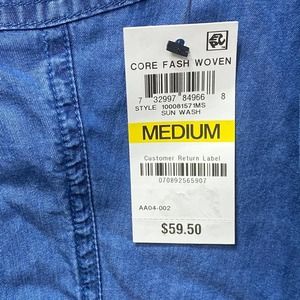 CORE FASH WOVEN
7 32997 84966 8
STYLE 100081571MS
SUN WASH
MEDIUM
Customer Return Label
070892565907
AA04-002
$59.50